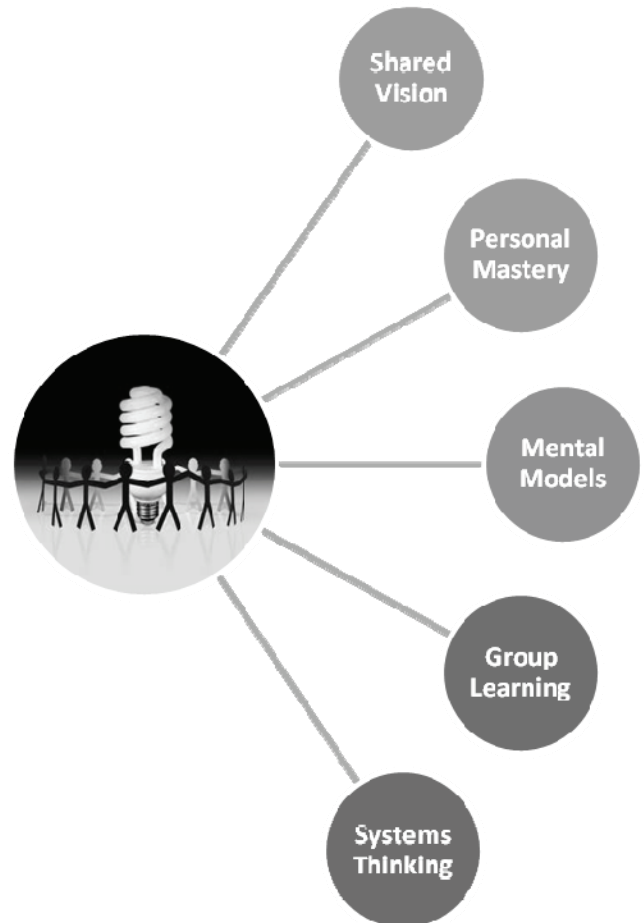 Shared
Vision
Personal
Mastery
Mental
Models
Group
Learning
Systems
Thinking